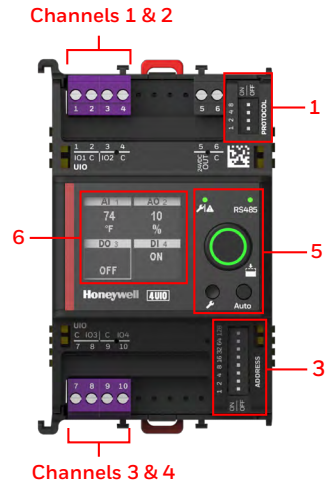 Channels 1 & 2
1 2 3 4
5 6
1 2 4 8
ON
OFF
PROTOCOL
1
1 2 3 4
IO1 C IO2 C
UIO
5 6
24VDC OUT C
6
AI 1
AO 2
74
10
°F
%
DO 3
DI 4
ON
OFF
RS485
5
Honeywell
4UIO
Auto
UIO
C IO3 C IO4
7 8 9 10
1 2 4 8 16 32 64 128
ADDRESS
ON
OFF
3
7 8 9 10
Channels 3 & 4